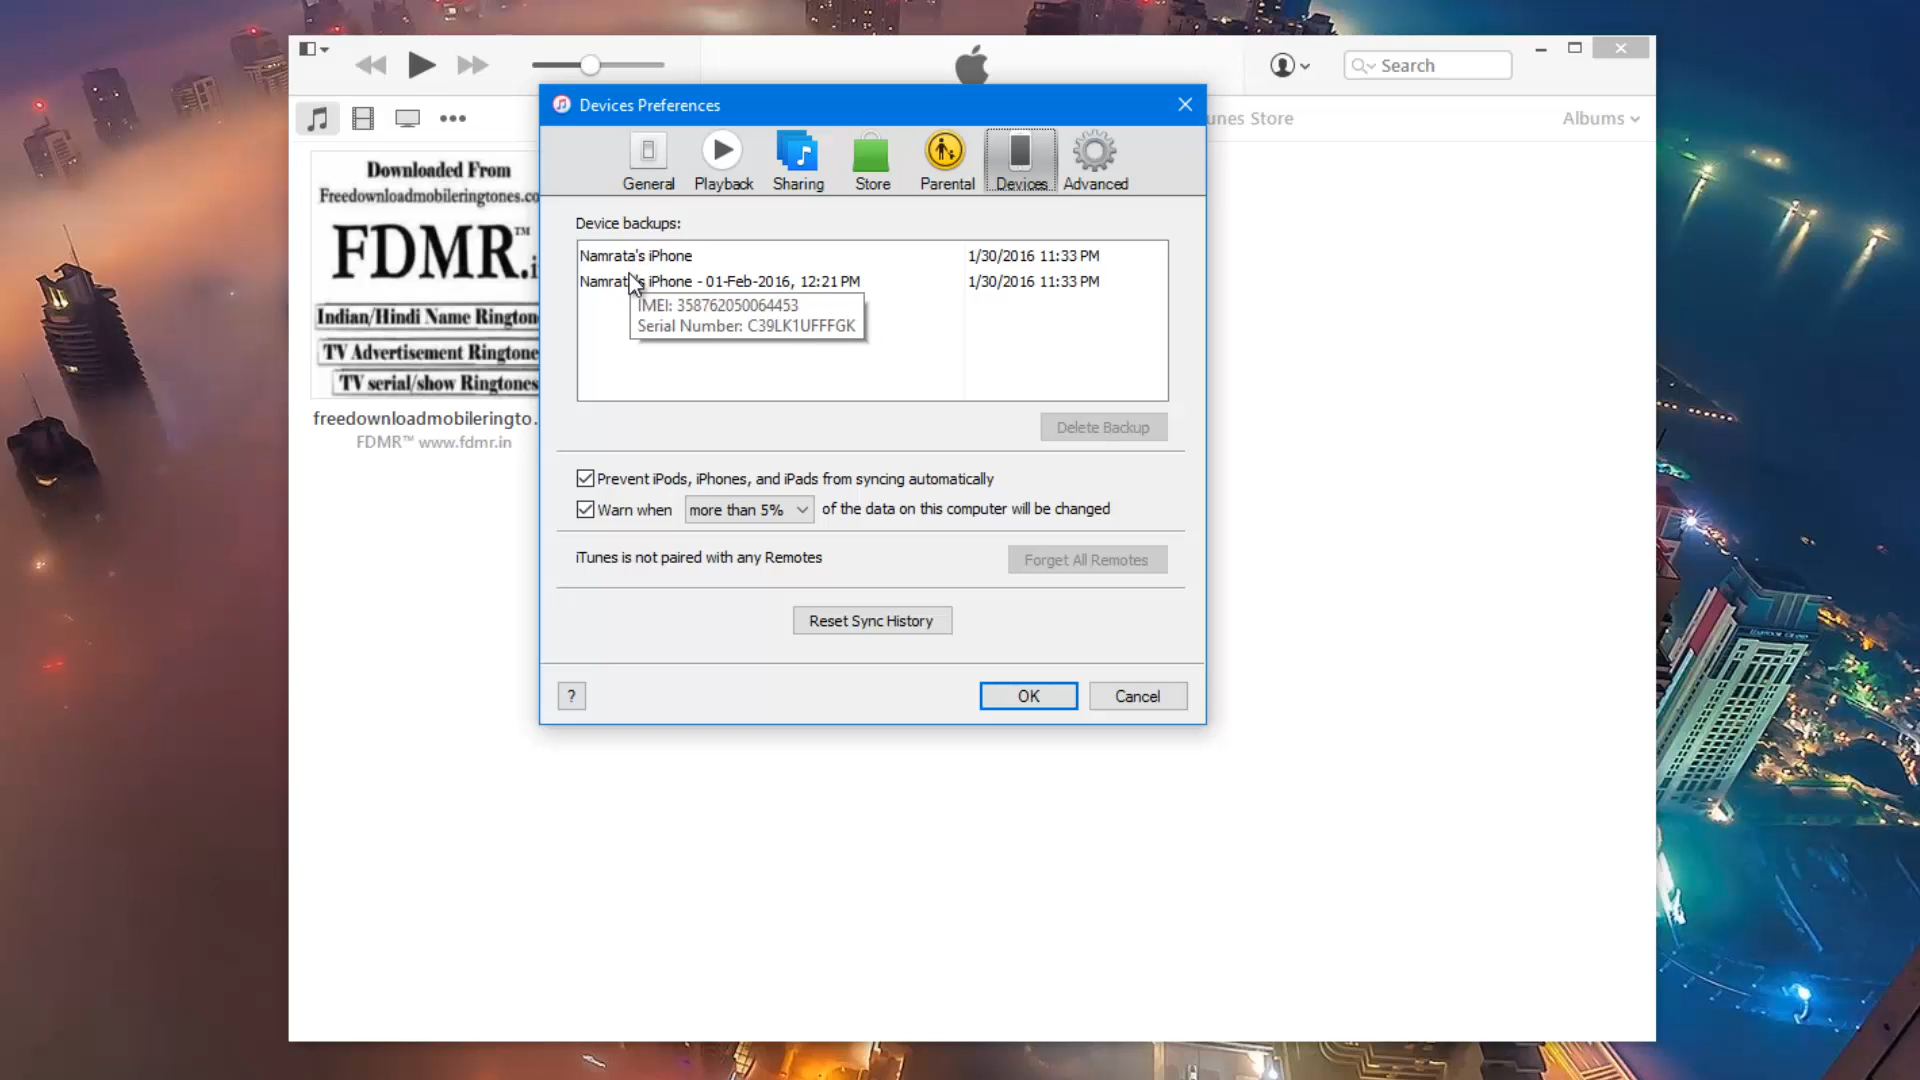 Search
Devices Preferences
unes Store
Albums
General
Playback
Sharing
Store
Parental
Devices
Advanced
Downloaded From
Freedownloadmobileringtones.co
FDMR.i
TM
Indian/Hindi Name Rington
TV Advertisement Ringtone
TV serial/show Ringtones
freedownloadmobileringto.
FDMR™ www.fdmr.in
Device backups:
Namrata's iPhone 1/30/2016 11:33 PM
Namrata's iPhone - 01-Feb-2016, 12:21 PM 1/30/2016 11:33 PM
IMEI: 358762050064453
Serial Number: C39LK1UFFFGK
Delete Backup
Prevent iPods, iPhones, and iPads from syncing automatically
Warn when more than 5% of the data on this computer will be changed
iTunes is not paired with any Remotes
Forget All Remotes
Reset Sync History
?
OK
Cancel